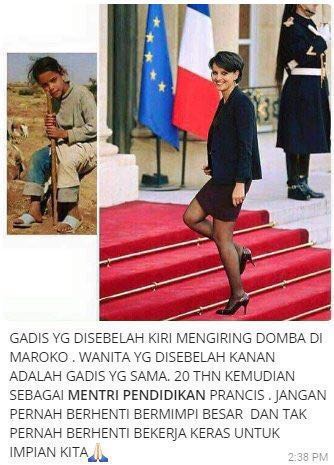 GADIS YG DISEBELAH KIRI MENGIRING DOMBA DI
MAROKO . WANITA YG DISEBELAH KANAN
ADALAH GADIS YG SAMA. 20 THN KEMUDIAN
SEBAGAI MENTRI PENDIDIKAN PRANCIS . JANGAN
PERNAH BERHENTI BERMIMPI BESAR DAN TAK
PERNAH BERHENTI BEKERJA KERAS UNTUK
IMPIAN KITA🙏🏻
2:38 PM